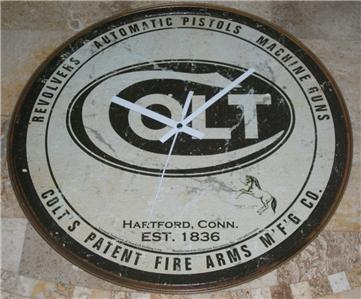 REVOLVERS AUTOMATIC PISTOLS MACHINE GUNS
COLT
HARTFORD, CONN.
EST. 1836
COLT'S PATENT FIRE ARMS M'F'G CO.